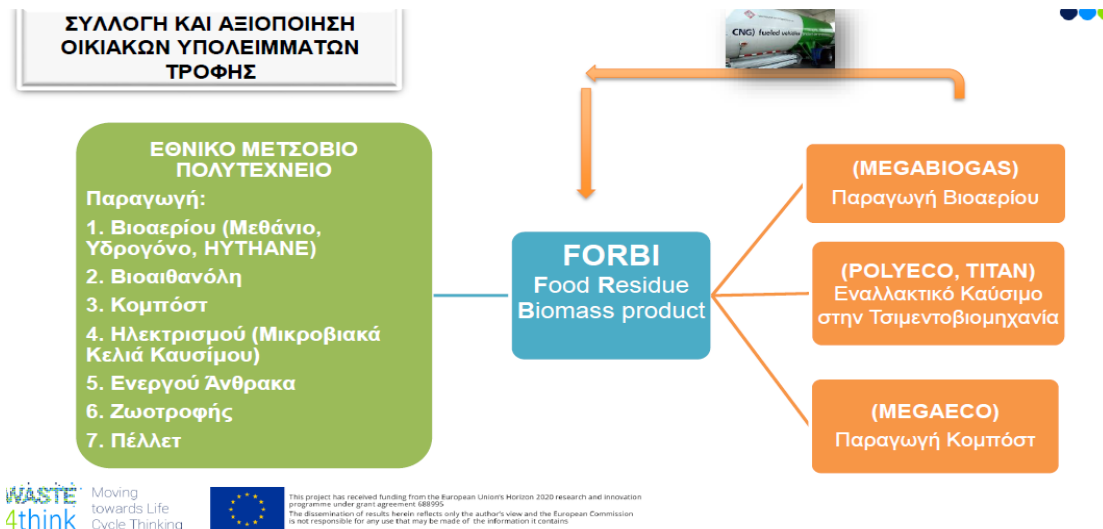 ΣΥΛΛΟΓΗ ΚΑΙ ΑΞΙΟΠΟΙΗΣΗ
ΟΙΚΙΑΚΩΝ ΥΠΟΛΕΙΜΜΑΤΩΝ
ΤΡΟΦΗΣ
CNG) fueled vehicles
ΕΘΝΙΚΟ ΜΕΤΣΟΒΙΟ
ΠΟΛΥΤΕΧΝΕΙΟ
Παραγωγή:
1. Βιοαερίου (Μεθάνιο,
Υδρογόνο, HYTHANE)
2. Βιοαιθανόλη
3. Κομπόστ
4. Ηλεκτρισμού (Μικροβιακά
Κελιά Καυσίμου)
5. Ενεργού Άνθρακα
6. Ζωοτροφής
7. Πέλλετ
FORBI
Food Residue
Biomass product
(MEGABIOGAS)
Παραγωγή Βιοαερίου
(POLYECO, TITAN)
Εναλλακτικό Καύσιμο
στην Τσιμεντοβιομηχανία
(MEGAECO)
Παραγωγή Κομπόστ
WASTE
4think
Moving
towards Life
Cycle Thinking
This project has received funding from the European Union's Horizon 2020 research and innovation
programme under grant agreement 688995
The dissemination of results herein reflects only the author's view and the European Commission
is not responsible for any use that may be made of the information it contains